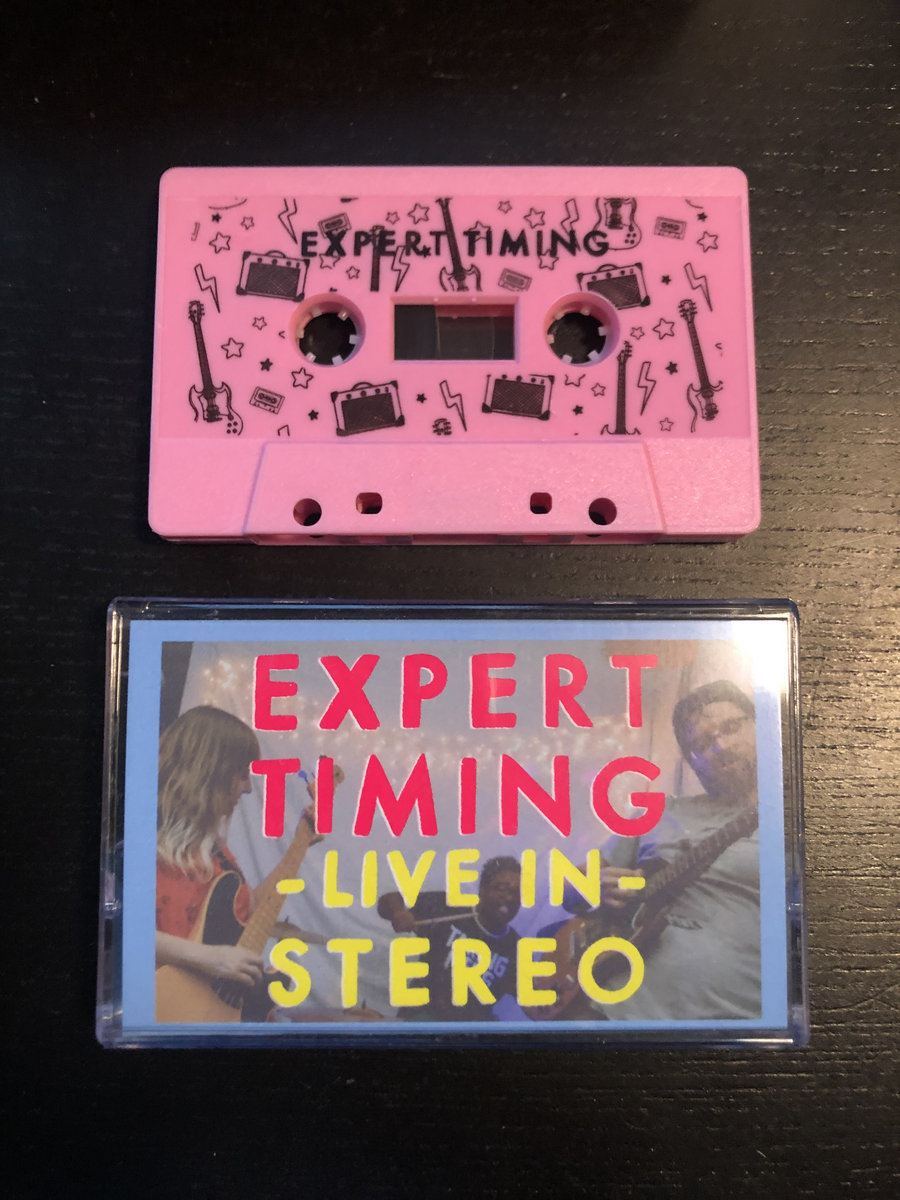 EXPERT TIMING
EXPERT
TIMING
-LIVE IN-
STEREO